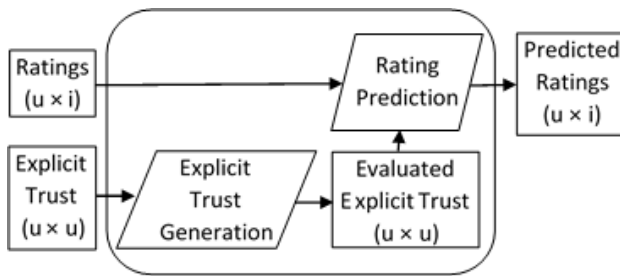 Ratings
(u × i)
Rating
Prediction
Predicted
Ratings
(u × i)
Explicit
Trust
(u × u)
Explicit
Trust
Generation
Evaluated
Explicit Trust
(u × u)